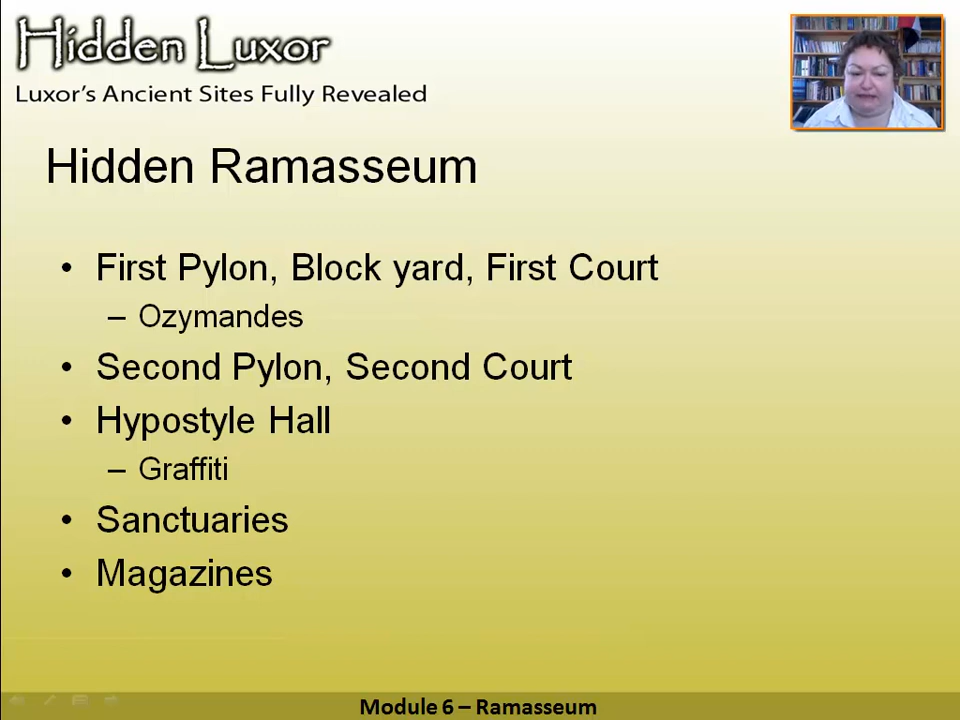 Hidden Luxor
Luxor's Ancient Sites Fully Revealed
Hidden Ramasseum
• First Pylon, Block yard, First Court
– Ozymandes
• Second Pylon, Second Court
• Hypostyle Hall
– Graffiti
• Sanctuaries
• Magazines
Module 6 – Ramasseum